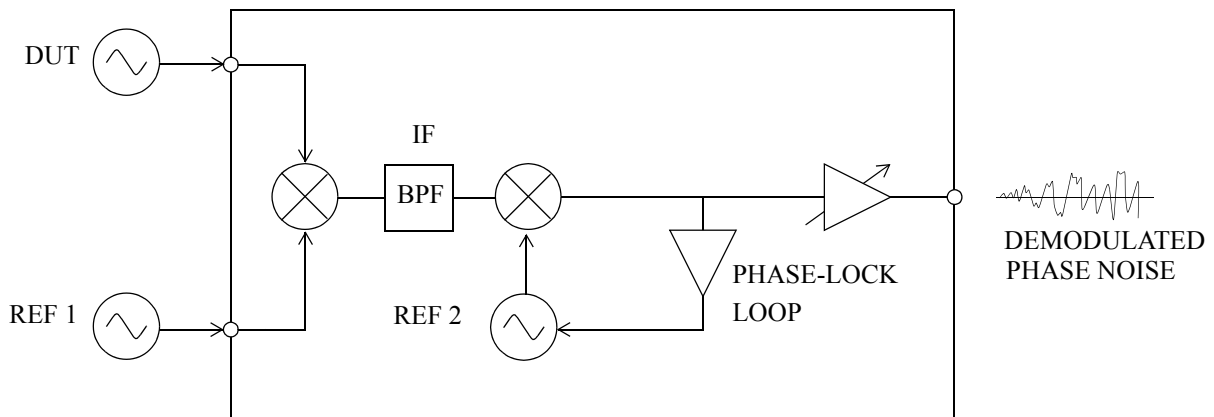 DUT
IF
BPF
REF 1
REF 2
PHASE-LOCK
LOOP
DEMODULATED
PHASE NOISE